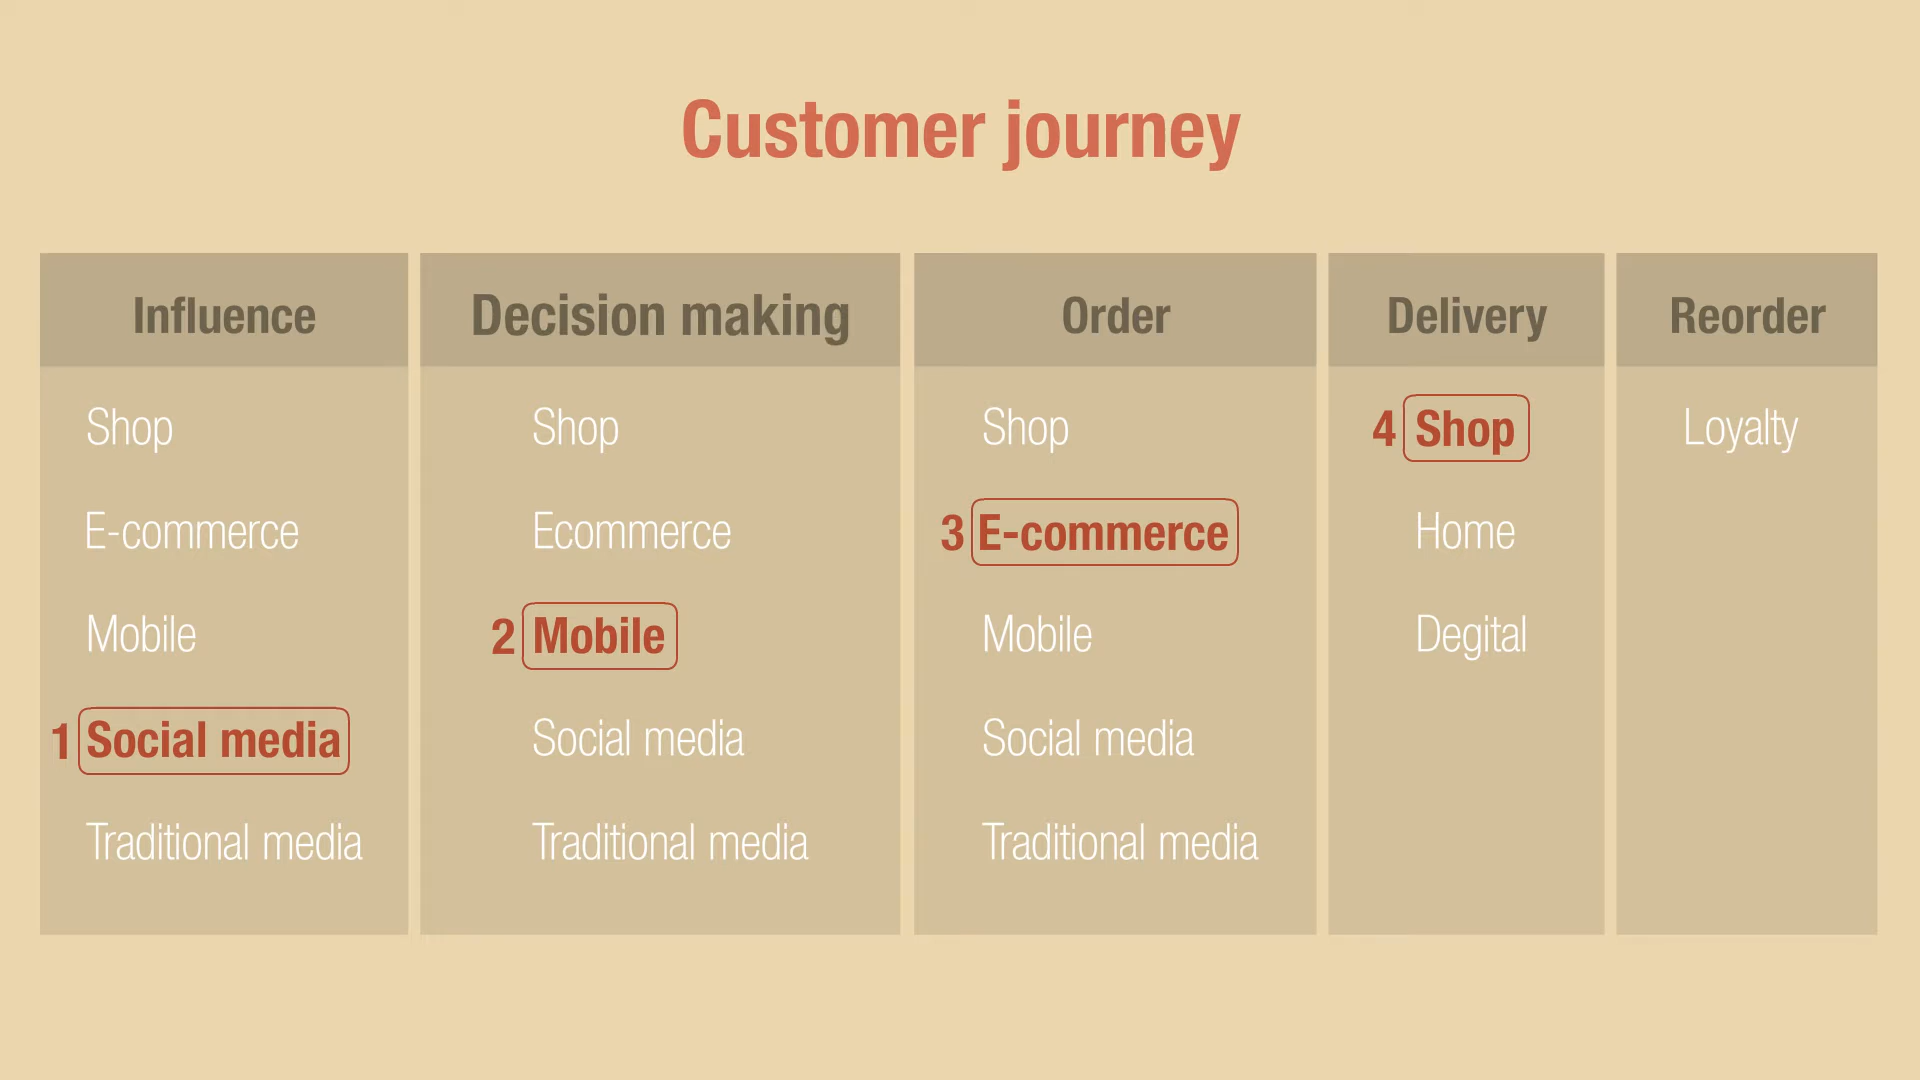 Customer journey
Influence
Shop
E-commerce
Mobile
1 Social media
Traditional media
Decision making
Shop
Ecommerce
2 Mobile
Social media
Traditional media
Order
Shop
3 E-commerce
Mobile
Social media
Traditional media
Delivery
4 Shop
Home
Degital
Reorder
Loyalty